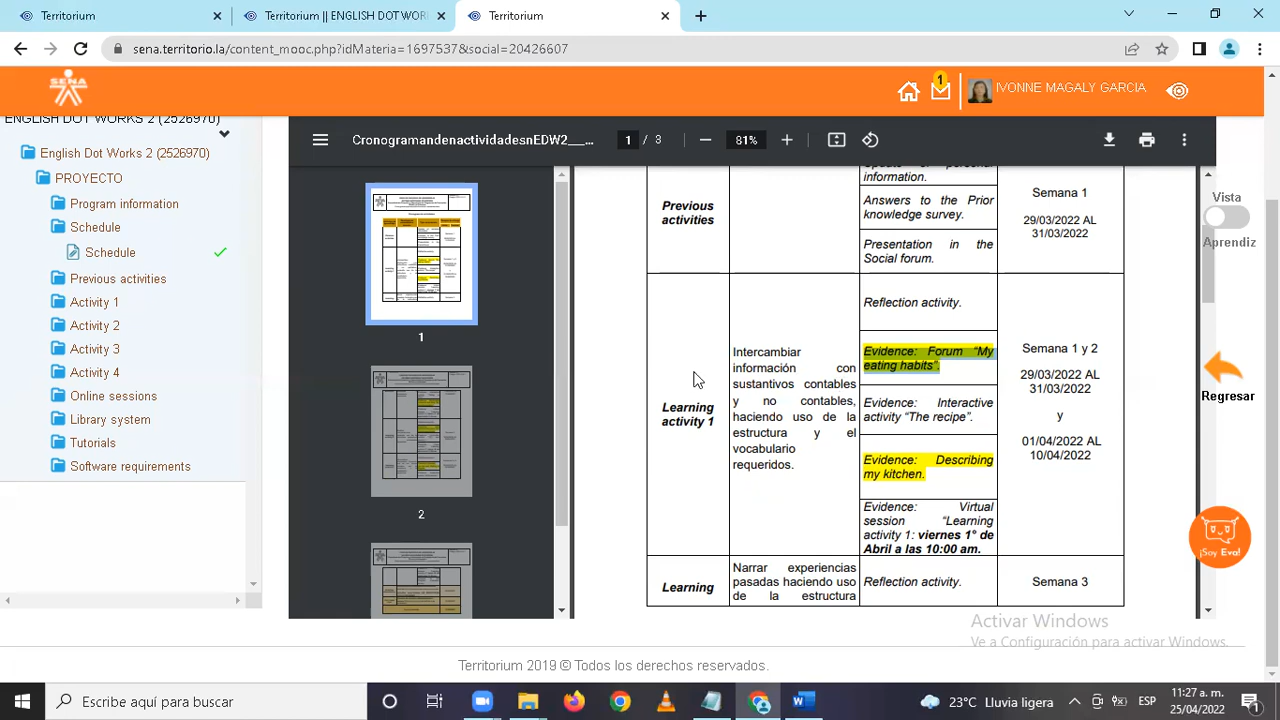 Territorium
Territorium || ENGLISH DOT WORKS
Territorium
sena.territorio.la/content_mooc.php?idMateria=1697537&social=20426607
SENA
1
IVONNE MAGALY GARCIA
ENGLISH DOT WORKS 2 (2526970)
English Dot Works 2 (2526970)
PROYECTO
Program information
Schedule
Schedule
Previous activities
Activity 1
Activity 2
Activity 3
Activity 4
Online sessions
Library system
Tutorials
Software requirements
CronogramandenactividadesnEDW2___...
1 / 3
81%
1
2
Update of personal
information.
Previous
activities
Answers to the Prior
knowledge survey.
Presentation in the
Social forum.
Semana 1
29/03/2022 AL
31/03/2022
Learning
activity 1
Intercambiar
información con
sustantivos contables
y no contables,
haciendo uso de la
estructura y el
vocabulario
requeridos.
Reflection activity.
Evidence: Forum “My
eating habits”.
Evidence: Interactive
activity “The recipe”.
Evidence: Describing
my kitchen.
Evidence: Virtual
session “Learning
activity 1: viernes 1° de
Abril a las 10:00 am.
Semana 1 y 2
29/03/2022 AL
31/03/2022
y
01/04/2022 AL
10/04/2022
Learning
Narrar experiencias
pasadas haciendo uso
de la estructura
Reflection activity.
Semana 3
Vista
Aprendiz
Regresar
¡Soy Eva!
Activar Windows
Ve a Configuración para activar Windows.
Territorium 2019 © Todos los derechos reservados.
Escribe aquí para buscar
23°C Lluvia ligera
ESP
11:27 a. m.
25/04/2022
1